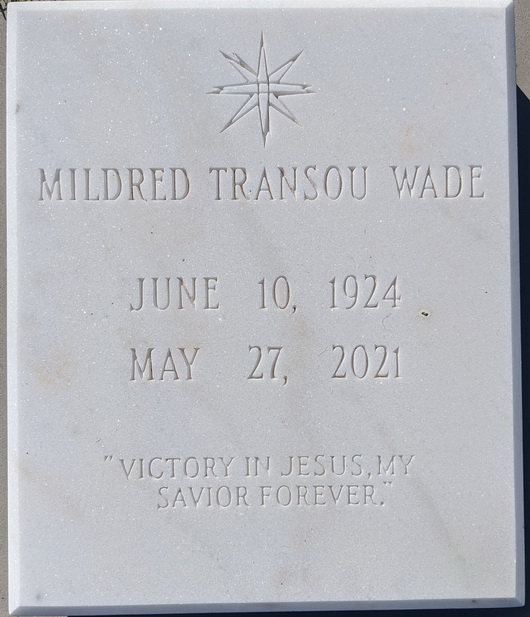 MILDRED TRANSOU WADE
JUNE 10, 1924
MAY 27, 2021
"VICTORY IN JESUS, MY
SAVIOR FOREVER."